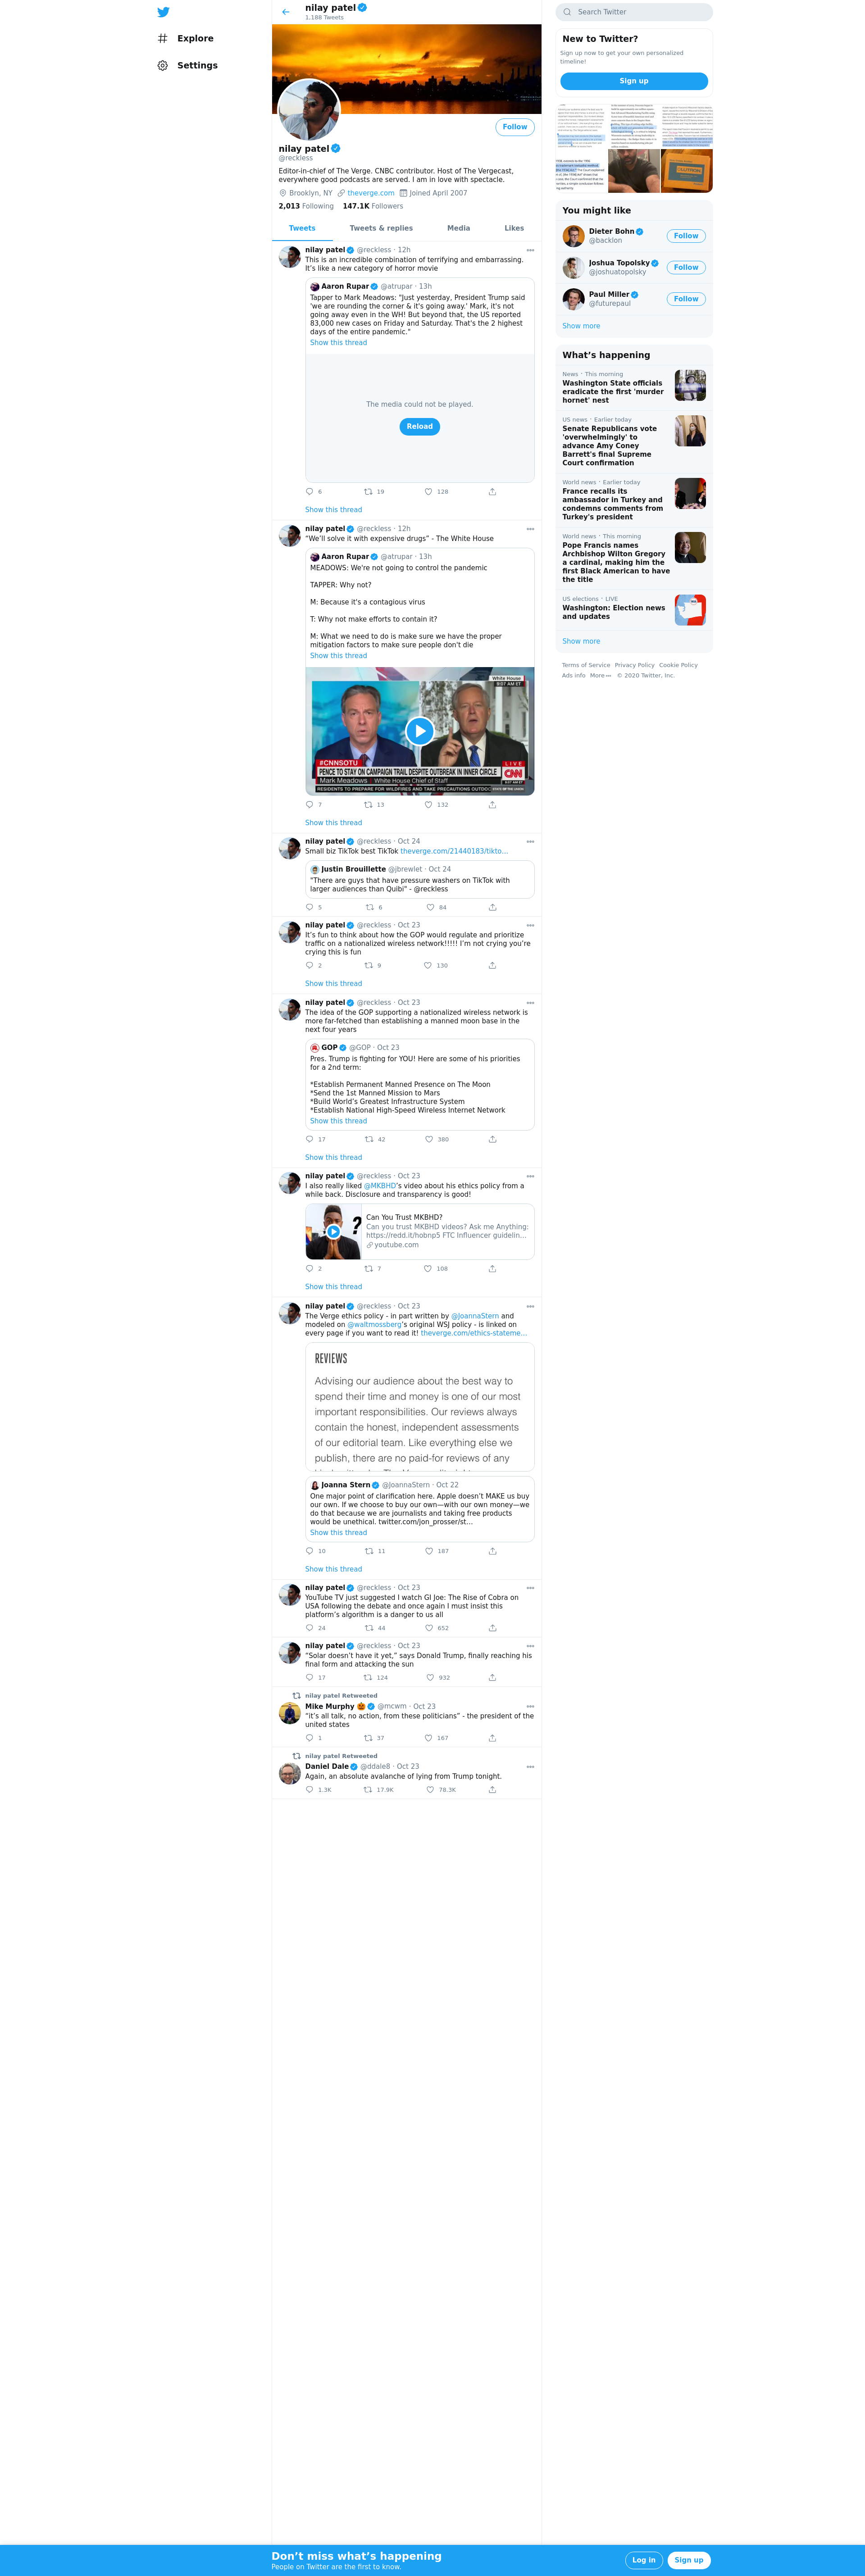 nilay patel
1,188 Tweets
Explore
Settings
Follow
nilay patel
@reckless
Editor-in-chief of The Verge. CNBC contributor. Host of The Vergecast,
everywhere good podcasts are served. I am in love with spectacle.
Brooklyn, NY theverge.com Joined April 2007
2,013 Following 147.1K Followers
Tweets Tweets & replies Media Likes
nilay patel @reckless · 12h
This is an incredible combination of terrifying and embarrassing.
It's like a new category of horror movie
Aaron Rupar @atrupar · 13h
Tapper to Mark Meadows: "Just yesterday, President Trump said
'we are rounding the corner & it's going away.' Mark, it's not
going away even in the WH! But beyond that, the US reported
83,000 new cases on Friday and Saturday. That's the 2 highest
days of the entire pandemic."
Show this thread
The media could not be played.
Reload
6 19 128
Show this thread
nilay patel @reckless · 12h
"We'll solve it with expensive drugs" - The White House
Aaron Rupar @atrupar · 13h
MEADOWS: We're not going to control the pandemic
TAPPER: Why not?
M: Because it's a contagious virus
T: Why not make efforts to contain it?
M: What we need to do is make sure we have the proper
mitigation factors to make sure people don't die
Show this thread
White House
8:07 AM ET
#CNNSOTU
LIVE
PENCE TO STAY ON CAMPAIGN TRAIL DESPITE OUTBREAK IN INNER CIRCLE
CNN
Mark Meadows | White House Chief of Staff
RESIDENTS TO PREPARE FOR WILDFIRES AND TAKE PRECAUTIONS OUTDOO
7 13 132
Show this thread
nilay patel @reckless · Oct 24
Small biz TikTok best TikTok theverge.com/21440183/tikto...
Justin Brouillette @jbrewlet · Oct 24
"There are guys that have pressure washers on TikTok with
larger audiences than Quibi" - @reckless
5 6 84
nilay patel @reckless · Oct 23
It's fun to think about how the GOP would regulate and prioritize
traffic on a nationalized wireless network!!!!! I'm not crying you're
crying this is fun
2 9 130
Show this thread
nilay patel @reckless · Oct 23
The idea of the GOP supporting a nationalized wireless network is
more far-fetched than establishing a manned moon base in the
next four years
GOP @GOP · Oct 23
Pres. Trump is fighting for YOU! Here are some of his priorities
for a 2nd term:
*Establish Permanent Manned Presence on The Moon
*Send the 1st Manned Mission to Mars
*Build World's Greatest Infrastructure System
*Establish National High-Speed Wireless Internet Network
Show this thread
17 42 380
Show this thread
nilay patel @reckless · Oct 23
I also really liked @MKBHD's video about his ethics policy from a
while back. Disclosure and transparency is good!
Can You Trust MKBHD?
Can you trust MKBHD videos? Ask me Anything:
https://redd.it/hobnp5 FTC Influencer guidelin...
youtube.com
2 7 108
Show this thread
nilay patel @reckless · Oct 23
The Verge ethics policy - in part written by @JoannaStern and
modeled on @waltmossberg's original WSJ policy - is linked on
every page if you want to read it! theverge.com/ethics-stateme...
REVIEWS
Advising our audience about the best way to
spend their time and money is one of our most
important responsibilities. Our reviews always
contain the honest, independent assessments
of our editorial team. Like everything else we
publish, there are no paid-for reviews of any
Joanna Stern @JoannaStern · Oct 22
One major point of clarification here. Apple doesn't MAKE us buy
our own. If we choose to buy our own—with our own money—we
do that because we are journalists and taking free products
would be unethical. twitter.com/jon_prosser/st...
Show this thread
10 11 187
Show this thread
nilay patel @reckless · Oct 23
YouTube TV just suggested I watch GI Joe: The Rise of Cobra on
USA following the debate and once again I must insist this
platform's algorithm is a danger to us all
24 44 652
nilay patel @reckless · Oct 23
"Solar doesn't have it yet," says Donald Trump, finally reaching his
final form and attacking the sun
17 124 932
nilay patel Retweeted
Mike Murphy 🎃 @mcwm · Oct 23
"it's all talk, no action, from these politicians" - the president of the
united states
1 37 167
nilay patel Retweeted
Daniel Dale @ddale8 · Oct 23
Again, an absolute avalanche of lying from Trump tonight.
1.3K 17.9K 78.3K
Search Twitter
New to Twitter?
Sign up now to get your own personalized
timeline!
Sign up
You might like
Dieter Bohn
@backlon
Follow
Joshua Topolsky
@joshuatopolsky
Follow
Paul Miller
@futurepaul
Follow
Show more
What's happening
News · This morning
Washington State officials
eradicate the first 'murder
hornet' nest
US news · Earlier today
Senate Republicans vote
'overwhelmingly' to
advance Amy Coney
Barrett's final Supreme
Court confirmation
World news · Earlier today
France recalls its
ambassador in Turkey and
condemns comments from
Turkey's president
World news · This morning
Pope Francis names
Archbishop Wilton Gregory
a cardinal, making him the
first Black American to have
the title
US elections · LIVE
Washington: Election news
and updates
Show more
Terms of Service Privacy Policy Cookie Policy
Ads info More © 2020 Twitter, Inc.
Don't miss what's happening
People on Twitter are the first to know.
Log in
Sign up